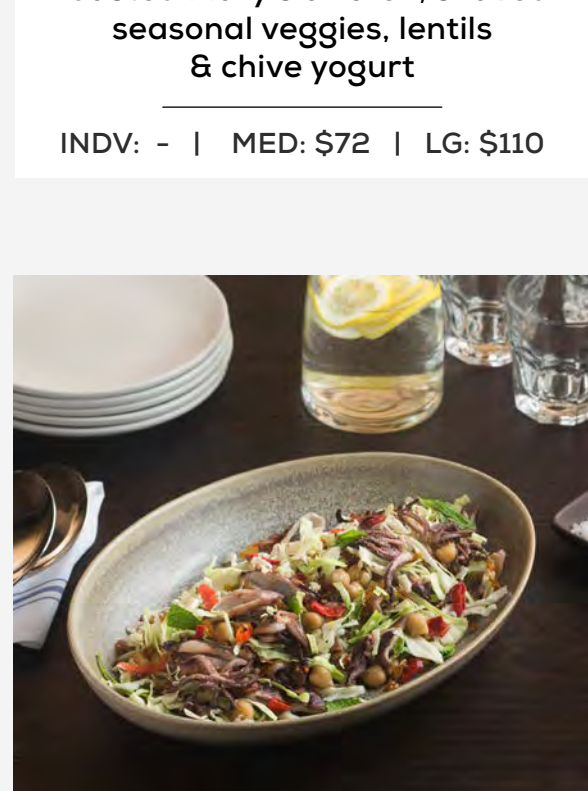 seasonal veggies, lentils
& chive yogurt
INDV: - | MED: $72 | LG: $110